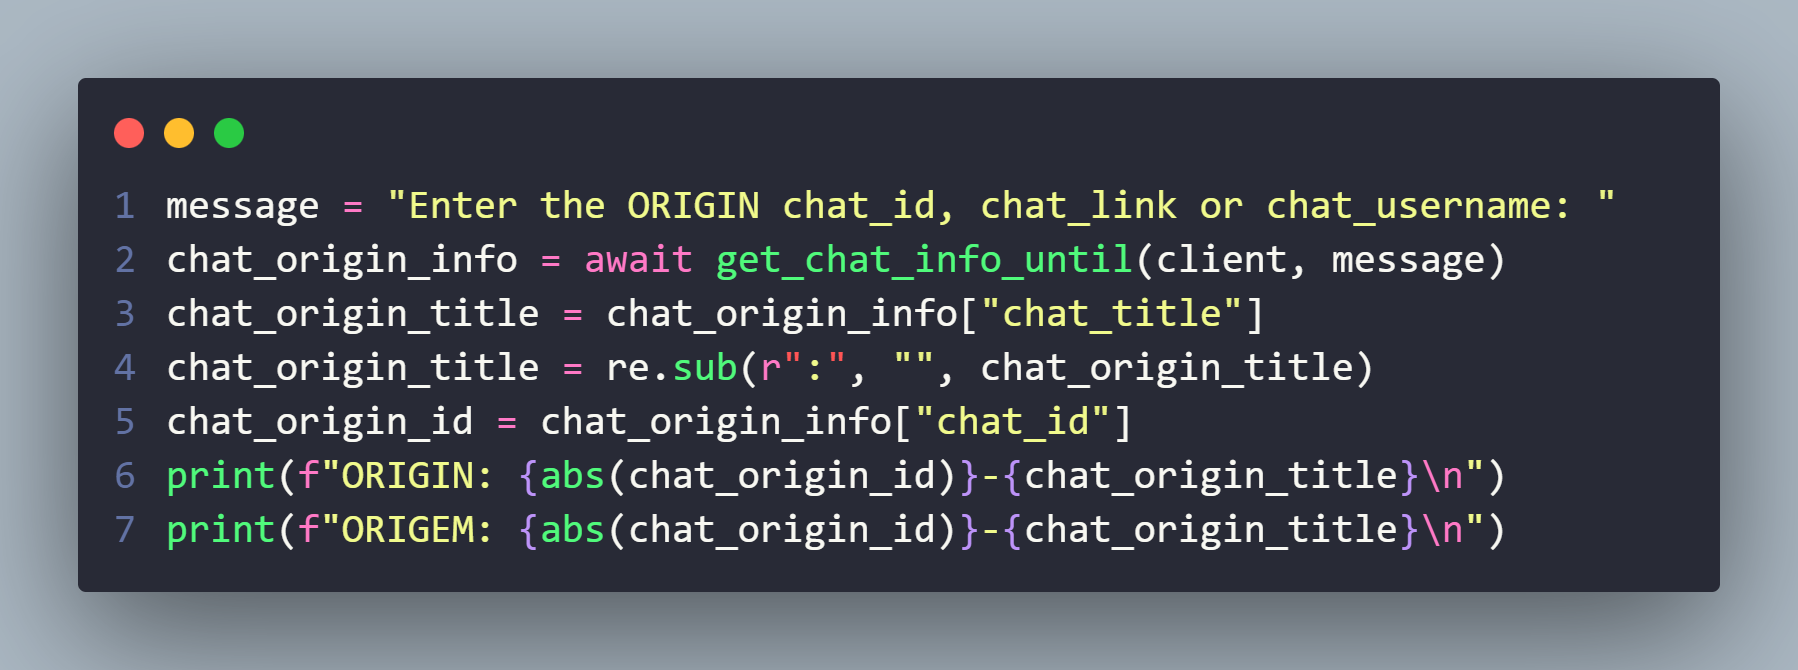 1 message = "Enter the ORIGIN chat_id, chat_link or chat_username: "
2 chat_origin_info = await get_chat_info_until(client, message)
3 chat_origin_title = chat_origin_info["chat_title"]
4 chat_origin_title = re.sub(r":", "", chat_origin_title)
5 chat_origin_id = chat_origin_info["chat_id"]
6 print(f"ORIGIN: {abs(chat_origin_id)}-{chat_origin_title}\n")
7 print(f"ORIGEM: {abs(chat_origin_id)}-{chat_origin_title}\n")